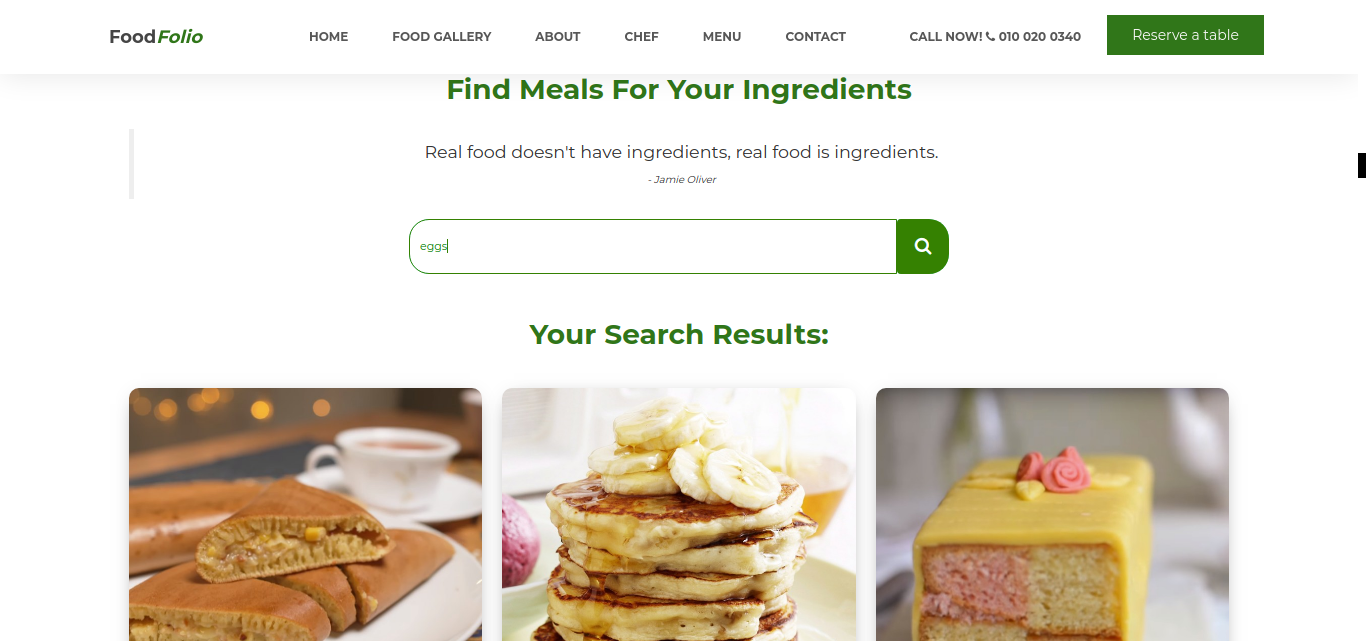 FoodFolio
HOME FOOD GALLERY ABOUT CHEF MENU CONTACT CALL NOW! 010 020 0340 Reserve a table
Find Meals For Your Ingredients
Real food doesn't have ingredients, real food is ingredients.
- Jamie Oliver
eggs
Your Search Results: